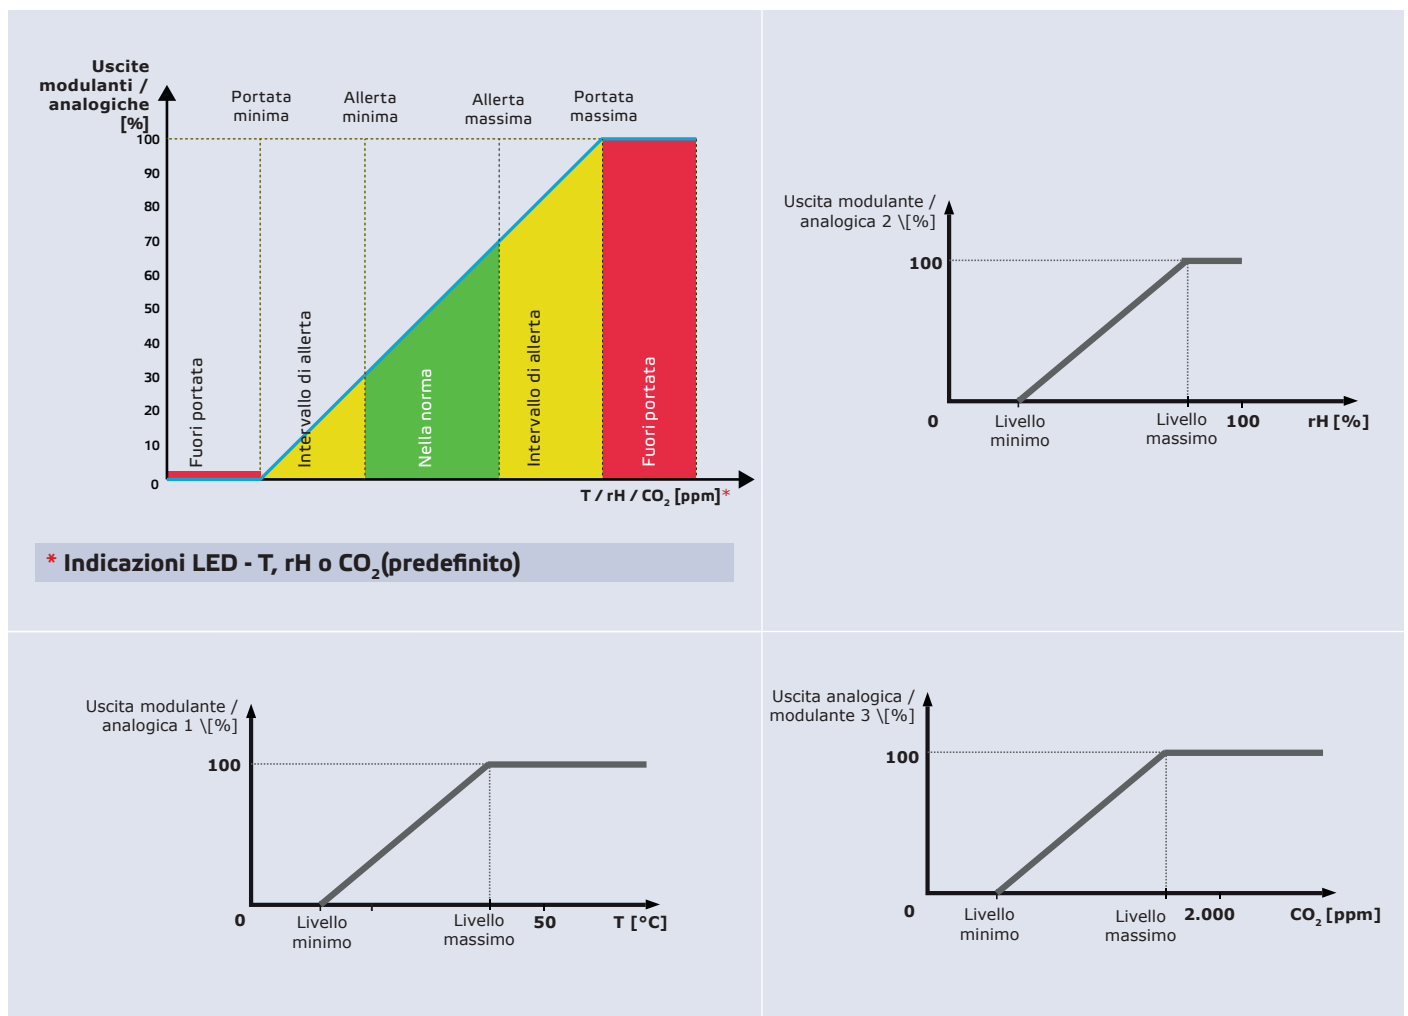 Uscite
modulanti /
analogiche
[%]
Portata
minima
Allerta
minima
Allerta
massima
Portata
massima
100
90
80
70
60
50
40
30
20
10
0
Fuori portata
Intervallo di allerta
Nella norma
Intervallo di allerta
Fuori portata
T / rH / CO2 [ppm]*
* Indicazioni LED - T, rH o CO2(predefinito)
Uscita modulante /
analogica 2 \[%]
100
0
Livello
minimo
Livello
massimo
100
rH [%]
Uscita modulante /
analogica 1 \[%]
100
0
Livello
minimo
Livello
massimo
50
T [°C]
Uscita analogica /
modulante 3 \[%]
100
0
Livello
minimo
Livello
massimo
2.000
CO2 [ppm]